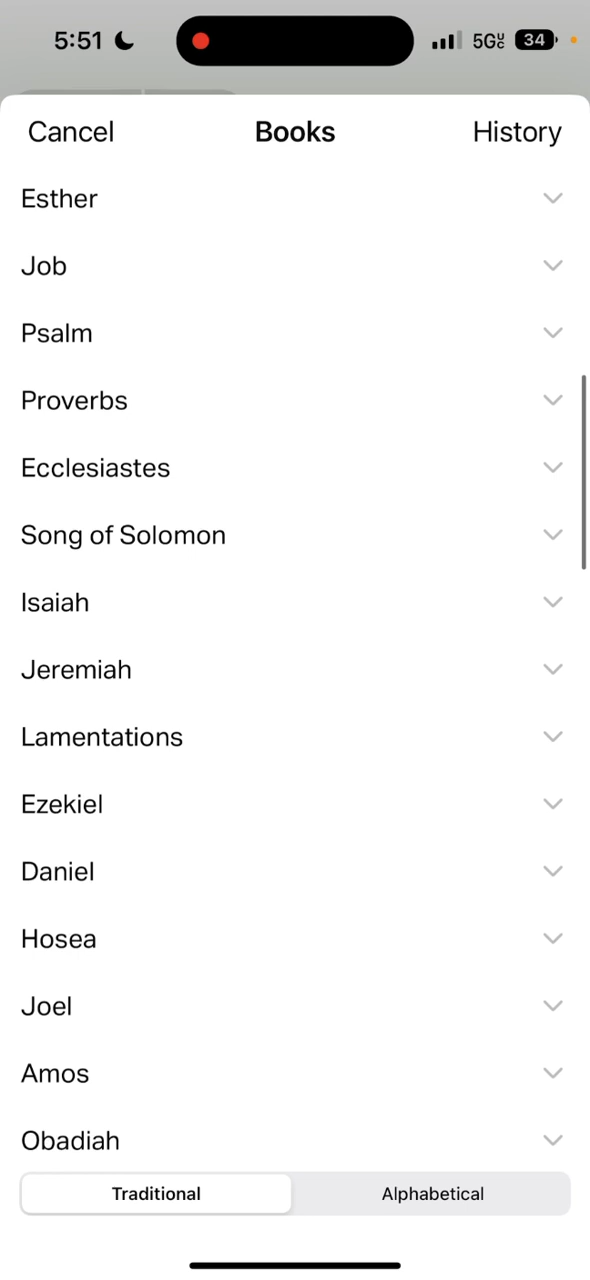 5:51
5GUC
34
Cancel
Books
History
Esther
Job
Psalm
Proverbs
Ecclesiastes
Song of Solomon
Isaiah
Jeremiah
Lamentations
Ezekiel
Daniel
Hosea
Joel
Amos
Obadiah
Traditional
Alphabetical